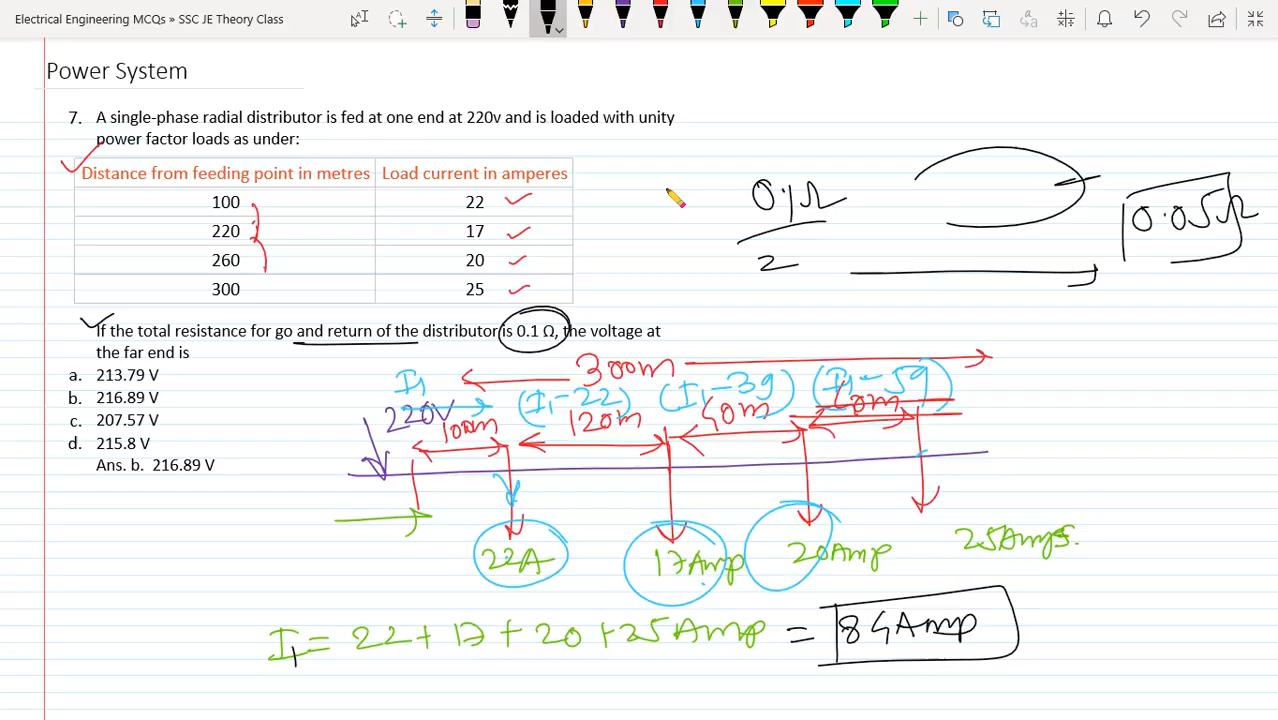 Electrical Engineering MCQs » SSC JE Theory Class
Power System
7. A single-phase radial distributor is fed at one end at 220v and is loaded with unity
power factor loads as under:
Distance from feeding point in metres Load current in amperes
100 22
220 17
260 20
300 25
If the total resistance for go and return of the distributor is 0.1 Ω, the voltage at
the far end is
a. 213.79 V
b. 216.89 V
c. 207.57 V
d. 215.8 V
Ans. b. 216.89 V
0.1Ω
2
0.05Ω
300m
I1 (I1-22) (I1-39) (I1-59)
220V 100m 120m 40m 40m
22A 17Amp 20Amp 25Amps.
I1 = 22+17+20+25Amp = 84Amp